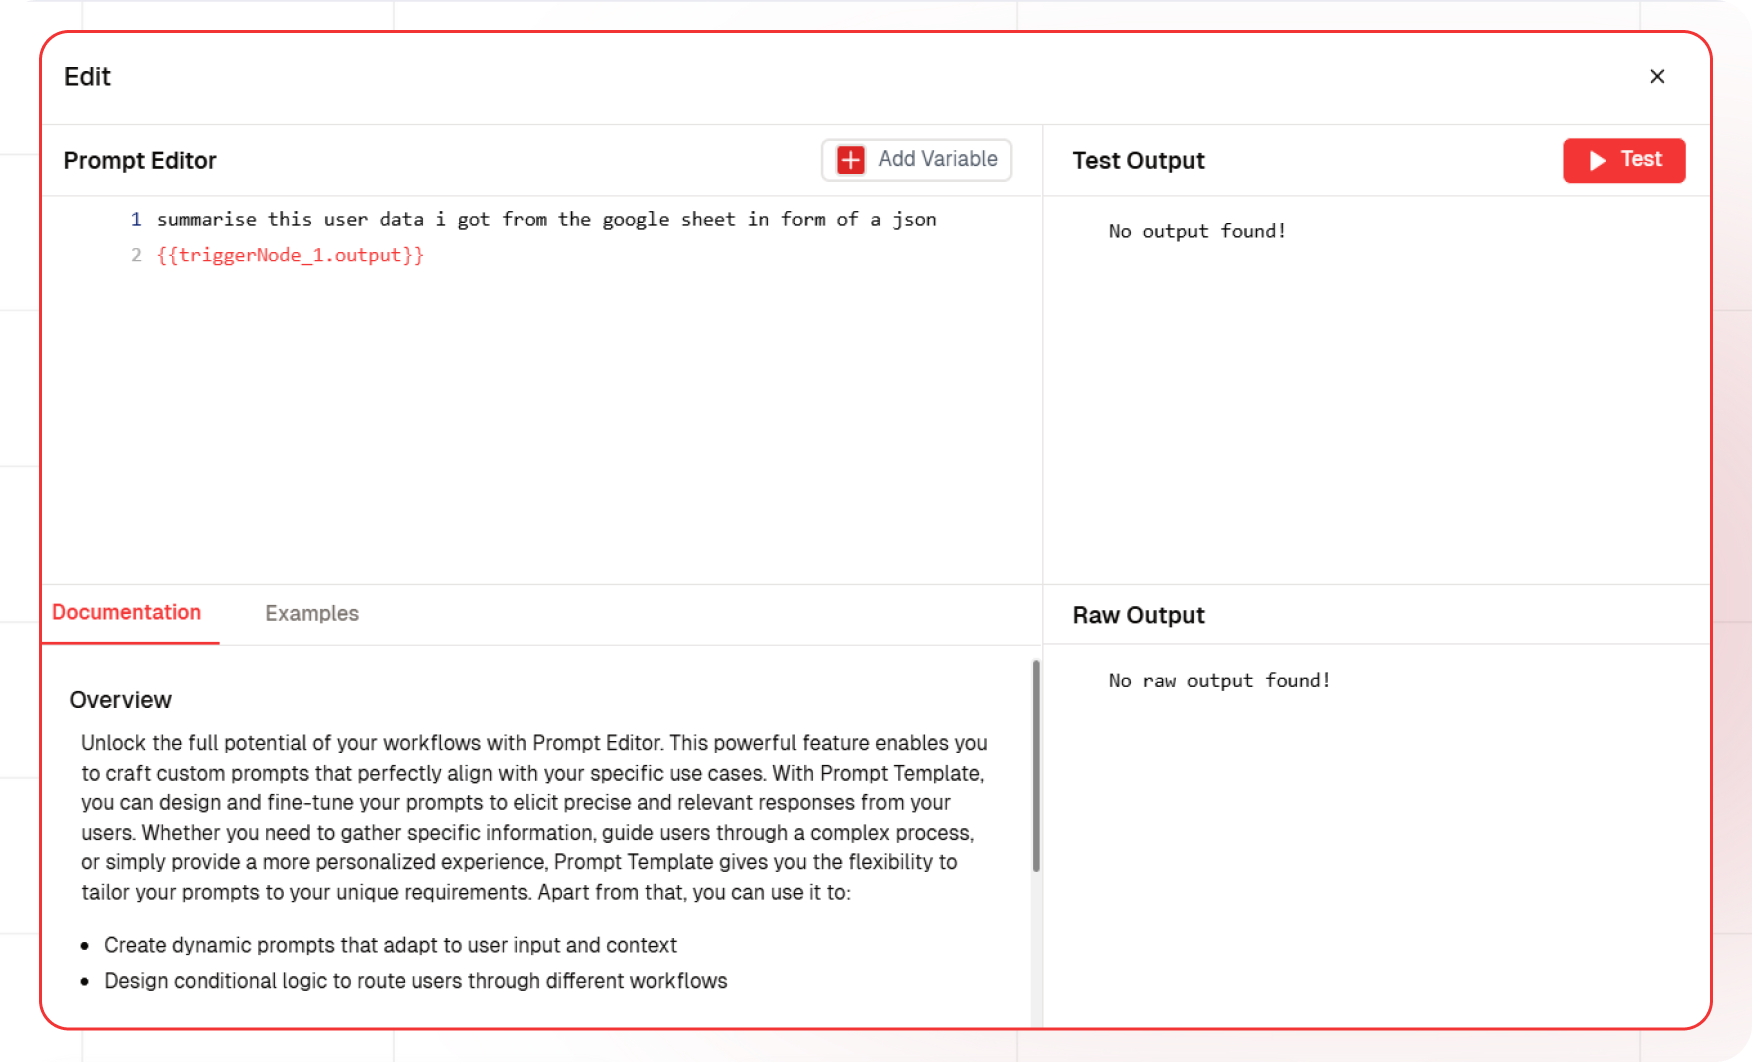 Edit
Prompt Editor
Add Variable
1 summarise this user data i got from the google sheet in form of a json
2 {{triggerNode_1.output}}
Test Output
Test
No output found!
Documentation
Examples
Overview
Unlock the full potential of your workflows with Prompt Editor. This powerful feature enables you
to craft custom prompts that perfectly align with your specific use cases. With Prompt Template,
you can design and fine-tune your prompts to elicit precise and relevant responses from your
users. Whether you need to gather specific information, guide users through a complex process,
or simply provide a more personalized experience, Prompt Template gives you the flexibility to
tailor your prompts to your unique requirements. Apart from that, you can use it to:
• Create dynamic prompts that adapt to user input and context
• Design conditional logic to route users through different workflows
Raw Output
No raw output found!